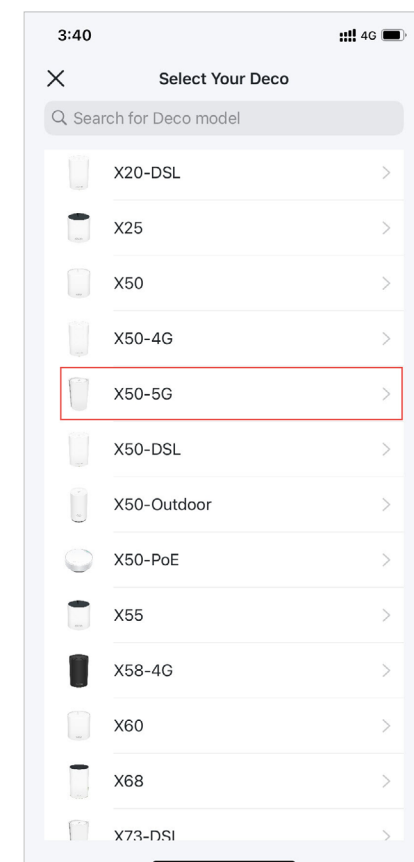 3:40
4G
Select Your Deco
Search for Deco model
X20-DSL
X25
X50
X50-4G
X50-5G
X50-DSL
X50-Outdoor
X50-PoE
X55
X58-4G
X60
X68
X73-DSL